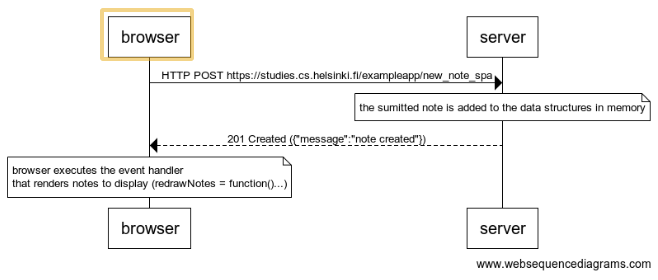 browser
server
HTTP POST https://studies.cs.helsinki.fi/exampleapp/new_note_spa
the sumitted note is added to the data structures in memory
201 Created ({"message":"note created"})
browser executes the event handler
that renders notes to display (redrawNotes = function()...)
browser
server
www.websequencediagrams.com